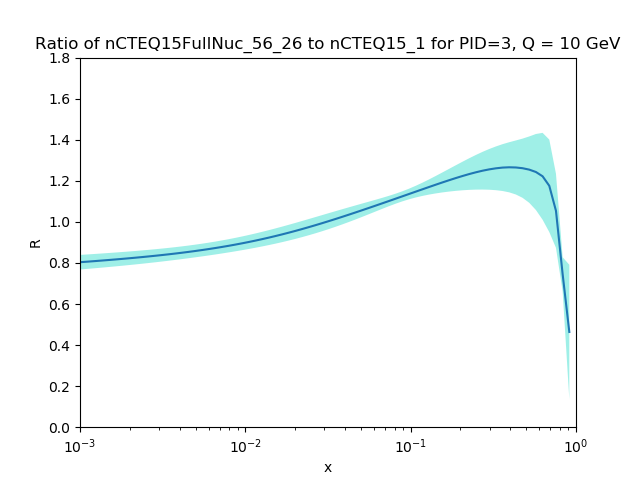 Ratio of nCTEQ15FullNuc_56_26 to nCTEQ15_1 for PID=3, Q = 10 GeV
1.8
1.6
1.4
1.2
1.0
0.8
0.6
0.4
0.2
0.0
R
10⁻³ 10⁻² 10⁻¹ 10⁰
x